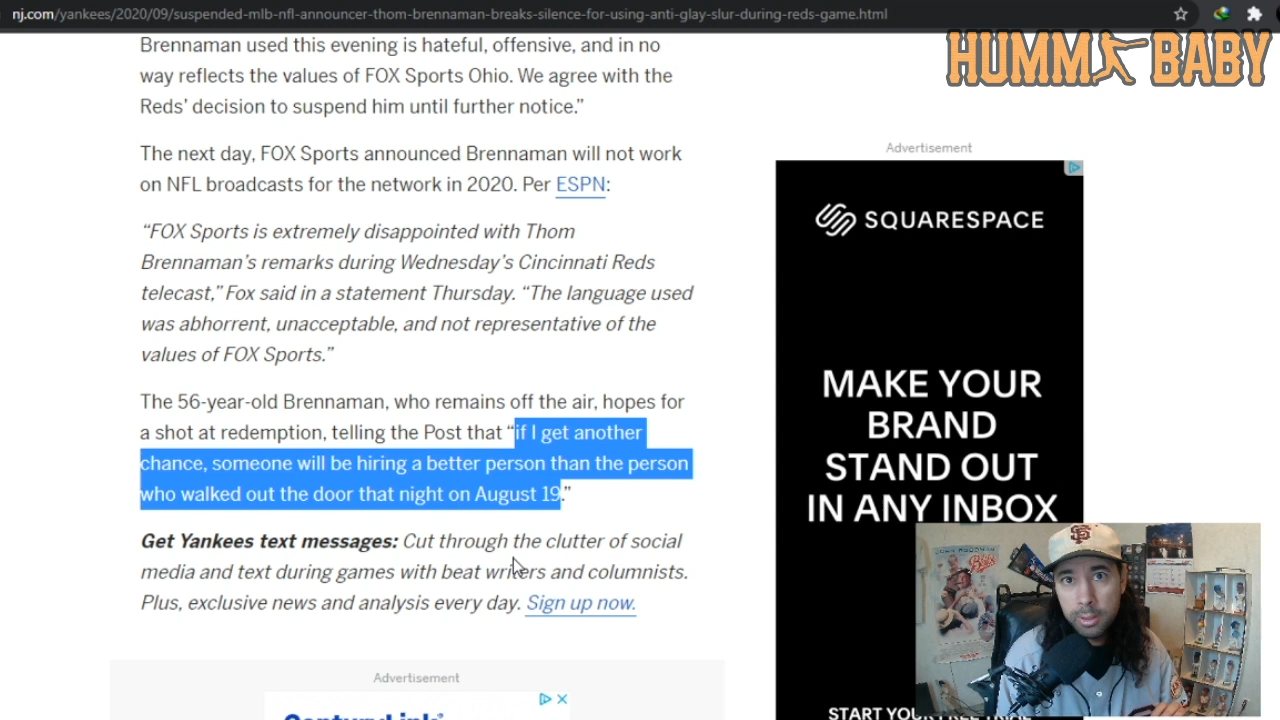 nj.com/yankees/2020/09/suspended-mlb-nfl-announcer-thom-brennaman-breaks-silence-for-using-anti-glay-slur-during-reds-game.html
HUMM BABY
Brennaman used this evening is hateful, offensive, and in no
way reflects the values of FOX Sports Ohio. We agree with the
Reds’ decision to suspend him until further notice.”
The next day, FOX Sports announced Brennaman will not work
on NFL broadcasts for the network in 2020. Per ESPN:
“FOX Sports is extremely disappointed with Thom
Brennaman’s remarks during Wednesday’s Cincinnati Reds
telecast,” Fox said in a statement Thursday. “The language used
was abhorrent, unacceptable, and not representative of the
values of FOX Sports.”
The 56-year-old Brennaman, who remains off the air, hopes for
a shot at redemption, telling the Post that “if I get another
chance, someone will be hiring a better person than the person
who walked out the door that night on August 19.”
Get Yankees text messages: Cut through the clutter of social
media and text during games with beat writers and columnists.
Plus, exclusive news and analysis every day. Sign up now.
Advertisement
CenturyLink
Advertisement
SQUARESPACE
MAKE YOUR
BRAND
STAND OUT
IN ANY INBOX
START YOUR FREE TRIAL
SF